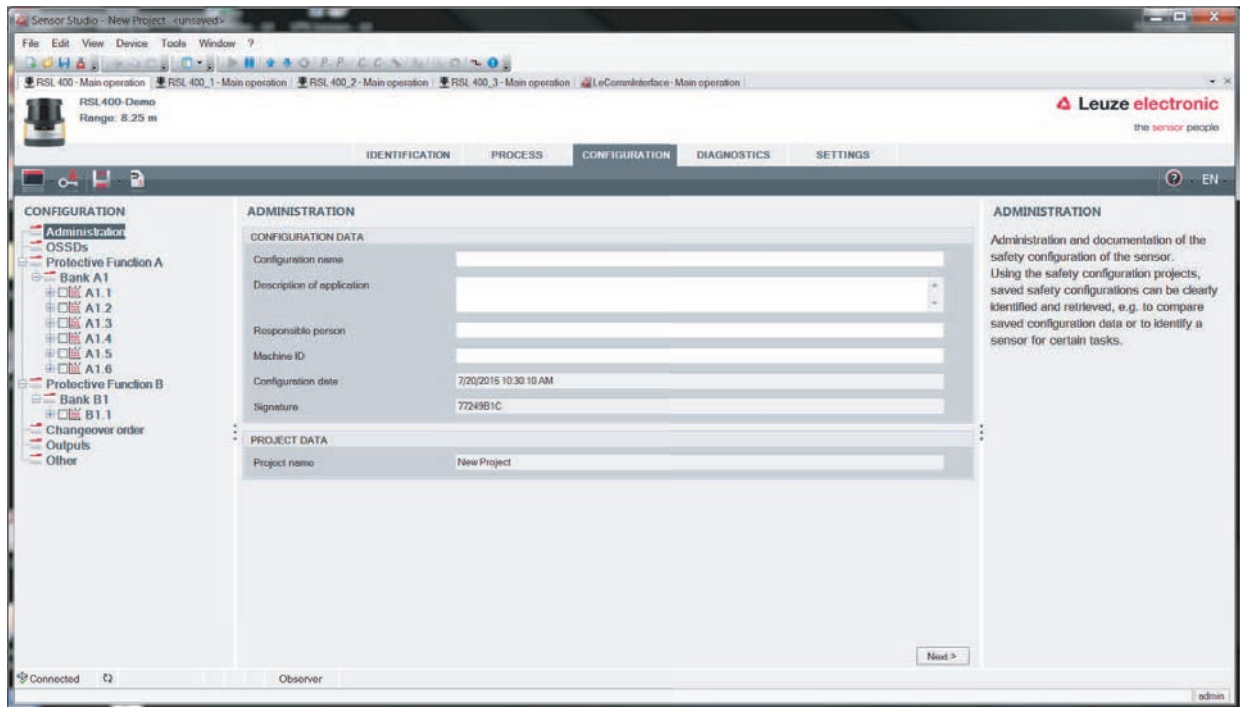 Sensor Studio - New Project <unsaved>
File Edit View Device Tools Window ?
RSL 400 - Main operation RSL 400_1 - Main operation RSL 400_2 - Main operation RSL 400_3 - Main operation LeCommInterface - Main operation
RSL400-Demo
Range: 8.25 m
Leuze electronic
the sensor people
IDENTIFICATION PROCESS CONFIGURATION DIAGNOSTICS SETTINGS
EN
CONFIGURATION
Administration
OSSDs
Protective Function A
Bank A1
A1.1
A1.2
A1.3
A1.4
A1.5
A1.6
Protective Function B
Bank B1
B1.1
Changeover order
Outputs
Other
ADMINISTRATION
CONFIGURATION DATA
Configuration name
Description of application
Responsible person
Machine ID
Configuration date 7/20/2015 10:30:10 AM
Signature 77249B1C
PROJECT DATA
Project name New Project
Next >
ADMINISTRATION
Administration and documentation of the
safety configuration of the sensor.
Using the safety configuration projects,
saved safety configurations can be clearly
identified and retrieved, e.g. to compare
saved configuration data or to identify a
sensor for certain tasks.
Connected Observer
admin